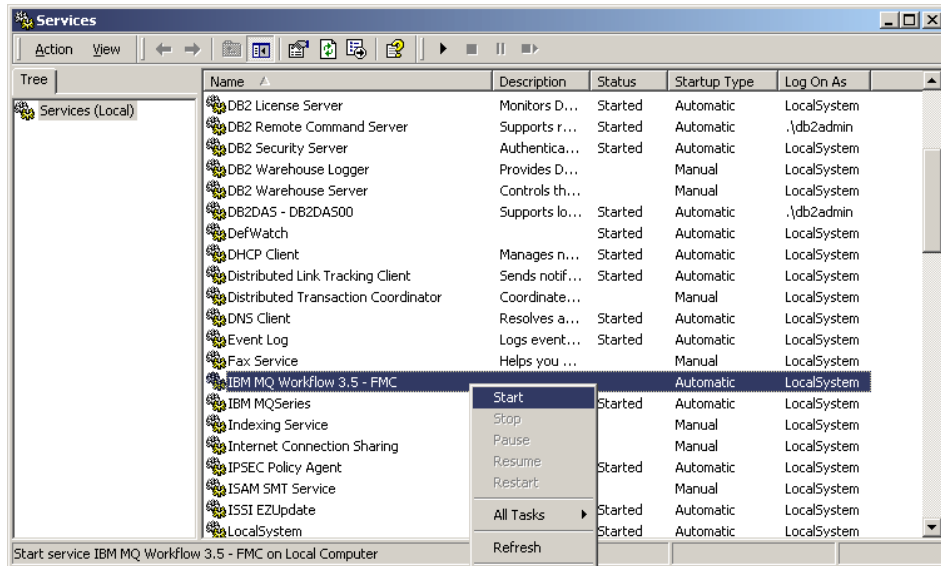 Services
Action View
Tree
Services (Local)
Name Description Status Startup Type Log On As
DB2 License Server Monitors D... Started Automatic LocalSystem
DB2 Remote Command Server Supports r... Started Automatic .\db2admin
DB2 Security Server Authentica... Started Automatic LocalSystem
DB2 Warehouse Logger Provides D... Manual LocalSystem
DB2 Warehouse Server Controls th... Manual LocalSystem
DB2DAS - DB2DAS00 Supports lo... Started Automatic .\db2admin
DefWatch Started Automatic LocalSystem
DHCP Client Manages n... Started Automatic LocalSystem
Distributed Link Tracking Client Sends notif... Started Automatic LocalSystem
Distributed Transaction Coordinator Coordinate... Manual LocalSystem
DNS Client Resolves a... Started Automatic LocalSystem
Event Log Logs event... Started Automatic LocalSystem
Fax Service Helps you ... Manual LocalSystem
IBM MQ Workflow 3.5 - FMC Automatic LocalSystem
IBM MQSeries Started Automatic LocalSystem
Indexing Service Manual LocalSystem
Internet Connection Sharing Manual LocalSystem
IPSEC Policy Agent Started Automatic LocalSystem
ISAM SMT Service Manual LocalSystem
ISSI EZUpdate Started Automatic LocalSystem
LocalSystem Started Automatic LocalSystem
Start
Stop
Pause
Resume
Restart
All Tasks
Refresh
Start service IBM MQ Workflow 3.5 - FMC on Local Computer